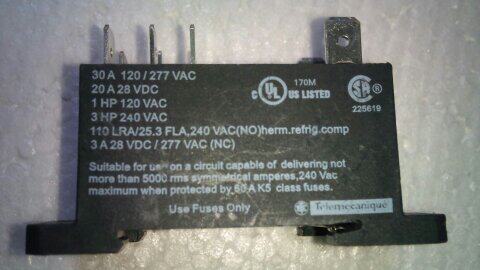 30 A 120 / 277 VAC
20 A 28 VDC
1 HP 120 VAC
3 HP 240 VAC
110 LRA/25.3 FLA,240 VAC(NO)herm.refrig.comp
3 A 28 VDC / 277 VAC (NC)
C UL US LISTED
170M
SA
225619
Suitable for use on a circuit capable of delivering not
more than 5000 rms symmetrical amperes,240 Vac
maximum when protected by 60 A K5 class fuses.
Use Fuses Only
Telemecanique